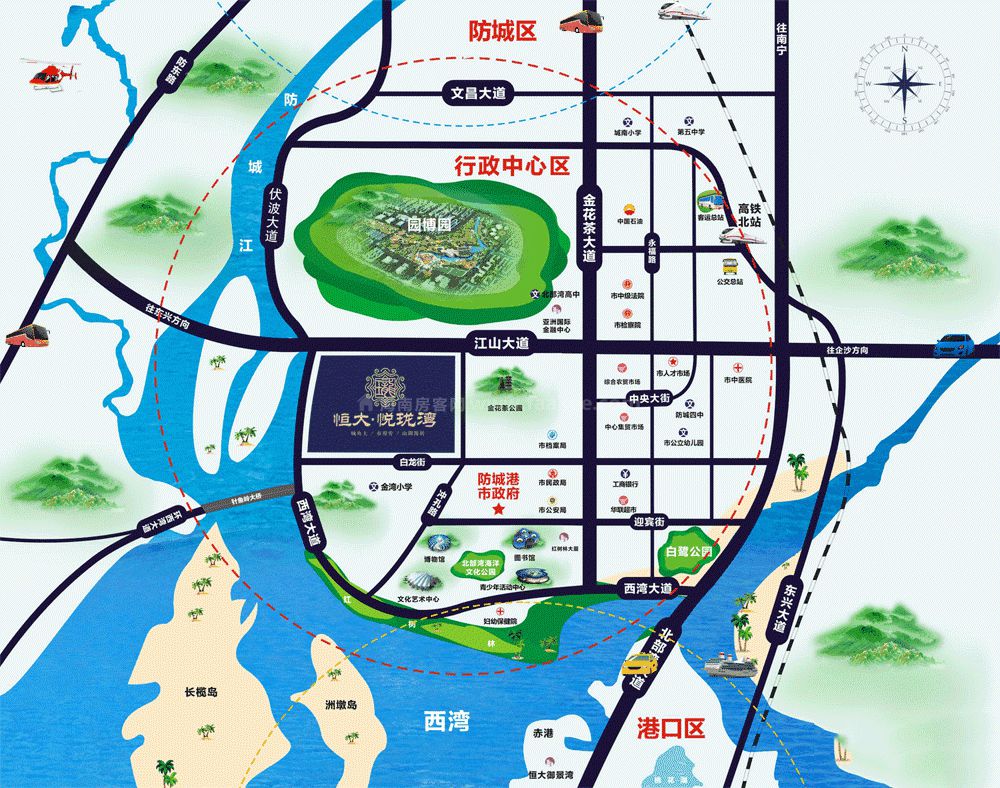 防城区
往南宁
防东路
文昌大道
防
城
江
城南小学
第五中学
N
W
E
S
行政中心区
伏波大道
园博园
金花茶大道
中国石油
客运总站
高铁
北站
永福路
公交总站
北部湾高中
亚洲国际
金融中心
市中级法院
市检察院
往东兴方向
江山大道
往企沙方向
恒大·悦珑湾
金花茶公园
综合农贸市场
市人才市场
市中医院
中央大街
防城四中
中心集贸市场
市公立幼儿园
市档案局
白龙街
金湾小学
防城港
市政府
市民政局
工商银行
市公安局
华联超市
针鱼岭大桥
环西湾大道
西湾大道
迎宾街
红树林大厦
白鹭公园
博物馆
图书馆
北部湾海洋
文化公园
青少年活动中心
文化艺术中心
西湾大道
东兴大道
红
树
林
妇幼保健院
北部
道
长榄岛
洲墩岛
西湾
赤港
港口区
恒大御景湾
桃花湖